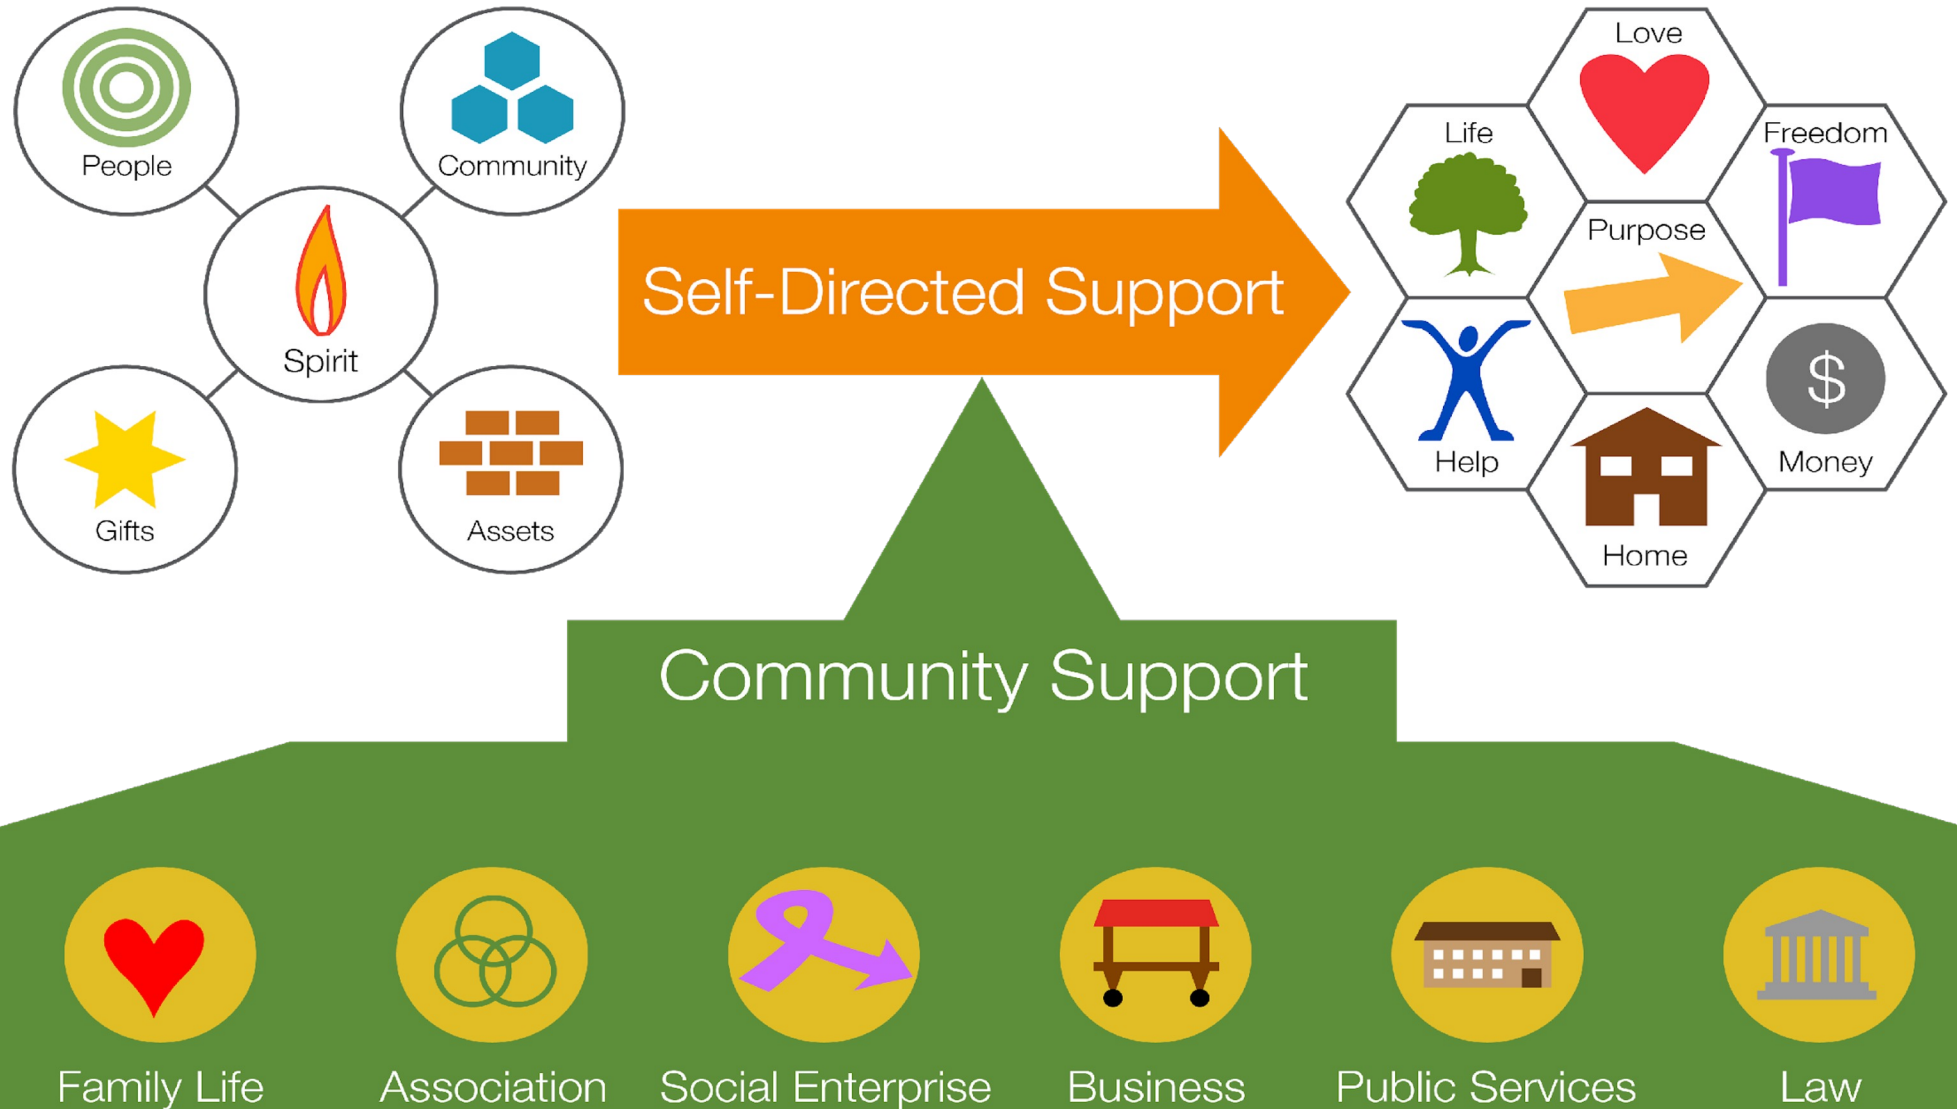 People
Community
Spirit
Gifts
Assets
Self-Directed Support
Love
Life
Freedom
Purpose
Help
$
Money
Home
Community Support
Family Life
Association
Social Enterprise
Business
Public Services
Law